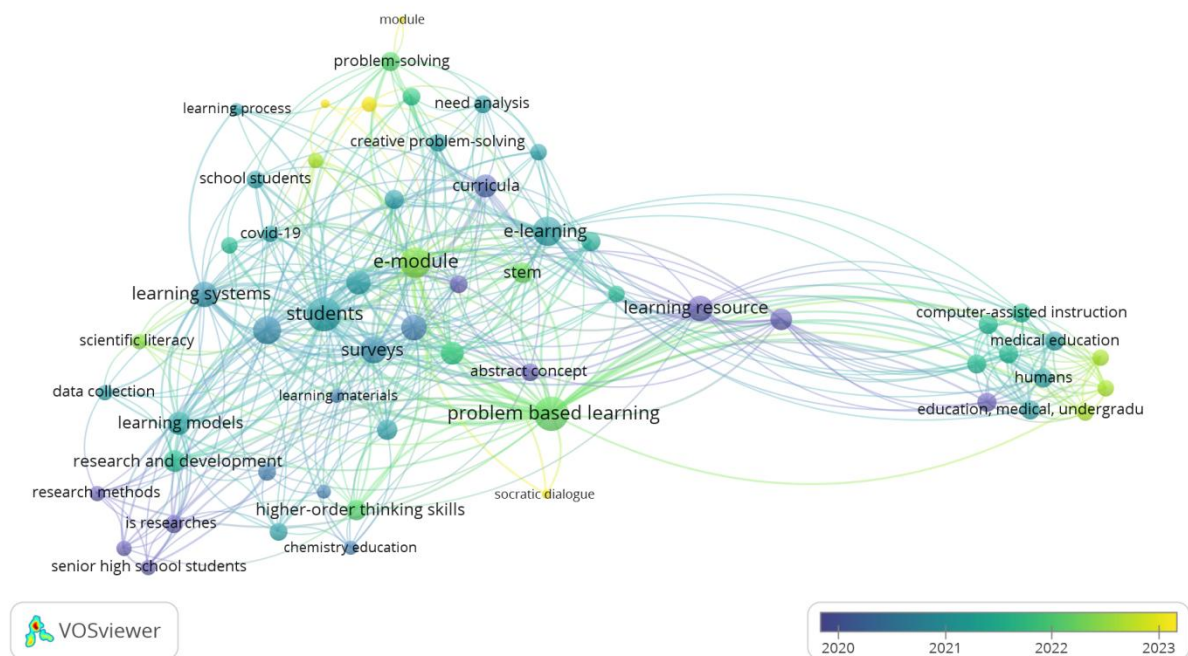 module
problem-solving
learning process
need analysis
creative problem-solving
school students
curricula
covid-19
e-learning
e-module
stem
learning systems
students
learning resource
computer-assisted instruction
scientific literacy
surveys
medical education
abstract concept
humans
data collection
learning materials
education, medical, undergradu
learning models
problem based learning
research and development
research methods
socratic dialogue
higher-order thinking skills
is researches
chemistry education
senior high school students
VOSviewer
2020
2021
2022
2023